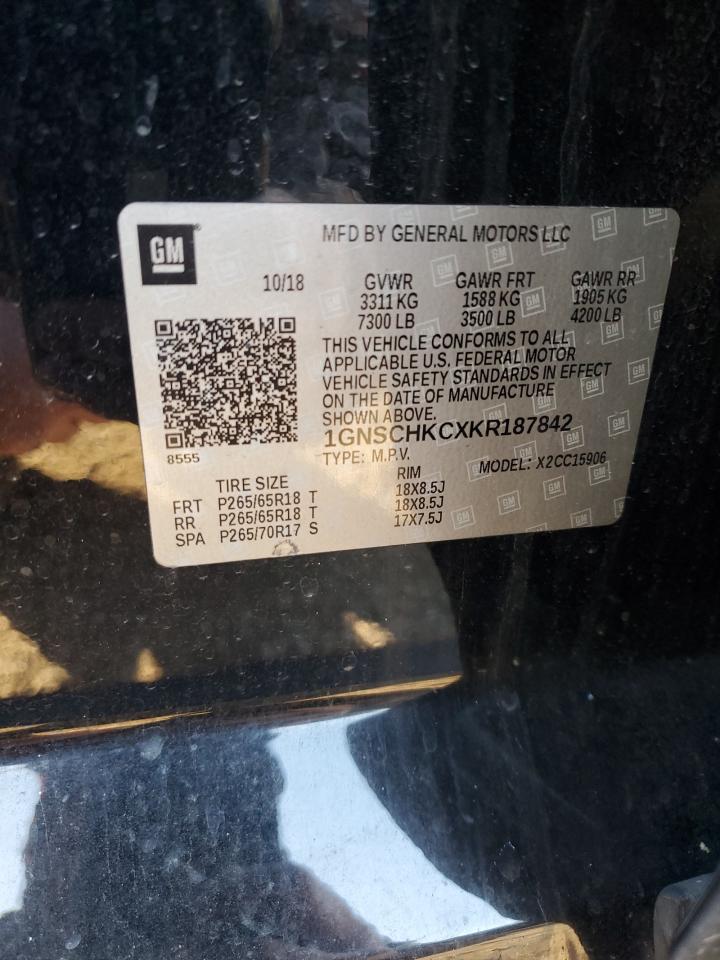 GM
MFD BY GENERAL MOTORS LLC
10/18 GVWR GAWR FRT GAWR RR
3311 KG 1588 KG 1905 KG
7300 LB 3500 LB 4200 LB
THIS VEHICLE CONFORMS TO ALL
APPLICABLE U.S. FEDERAL MOTOR
VEHICLE SAFETY STANDARDS IN EFFECT
ON THE DATE OF MANUFACTURE
SHOWN ABOVE.
1GNSCHKCXKR187842
8555
TYPE: M.P.V. MODEL: X2CC15906
TIRE SIZE RIM
FRT P265/65R18 T 18X8.5J
RR P265/65R18 T 18X8.5J
SPA P265/70R17 S 17X7.5J